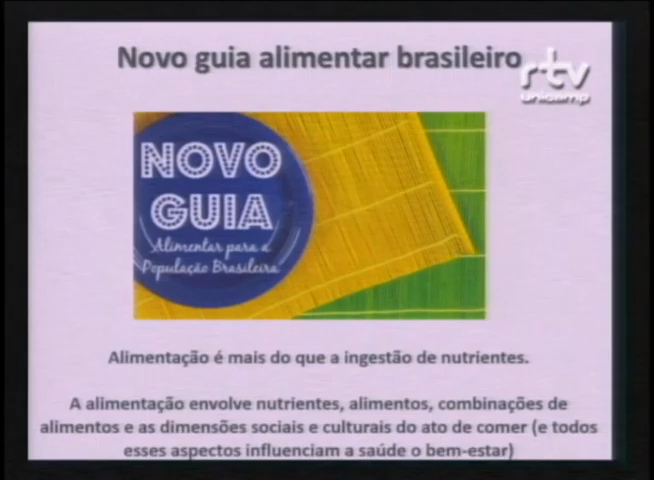 Novo guia alimentar brasileiro
rtv
unicamp
NOVO
GUIA
Alimentar para a
População Brasileira
Alimentação é mais do que a ingestão de nutrientes.
A alimentação envolve nutrientes, alimentos, combinações de
alimentos e as dimensões sociais e culturais do ato de comer (e todos
esses aspectos influenciam a saúde o bem-estar)